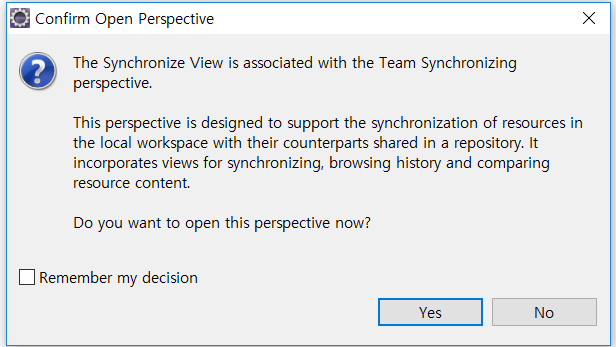 Confirm Open Perspective
The Synchronize View is associated with the Team Synchronizing
perspective.
This perspective is designed to support the synchronization of resources in
the local workspace with their counterparts shared in a repository. It
incorporates views for synchronizing, browsing history and comparing
resource content.
Do you want to open this perspective now?
Remember my decision
Yes
No